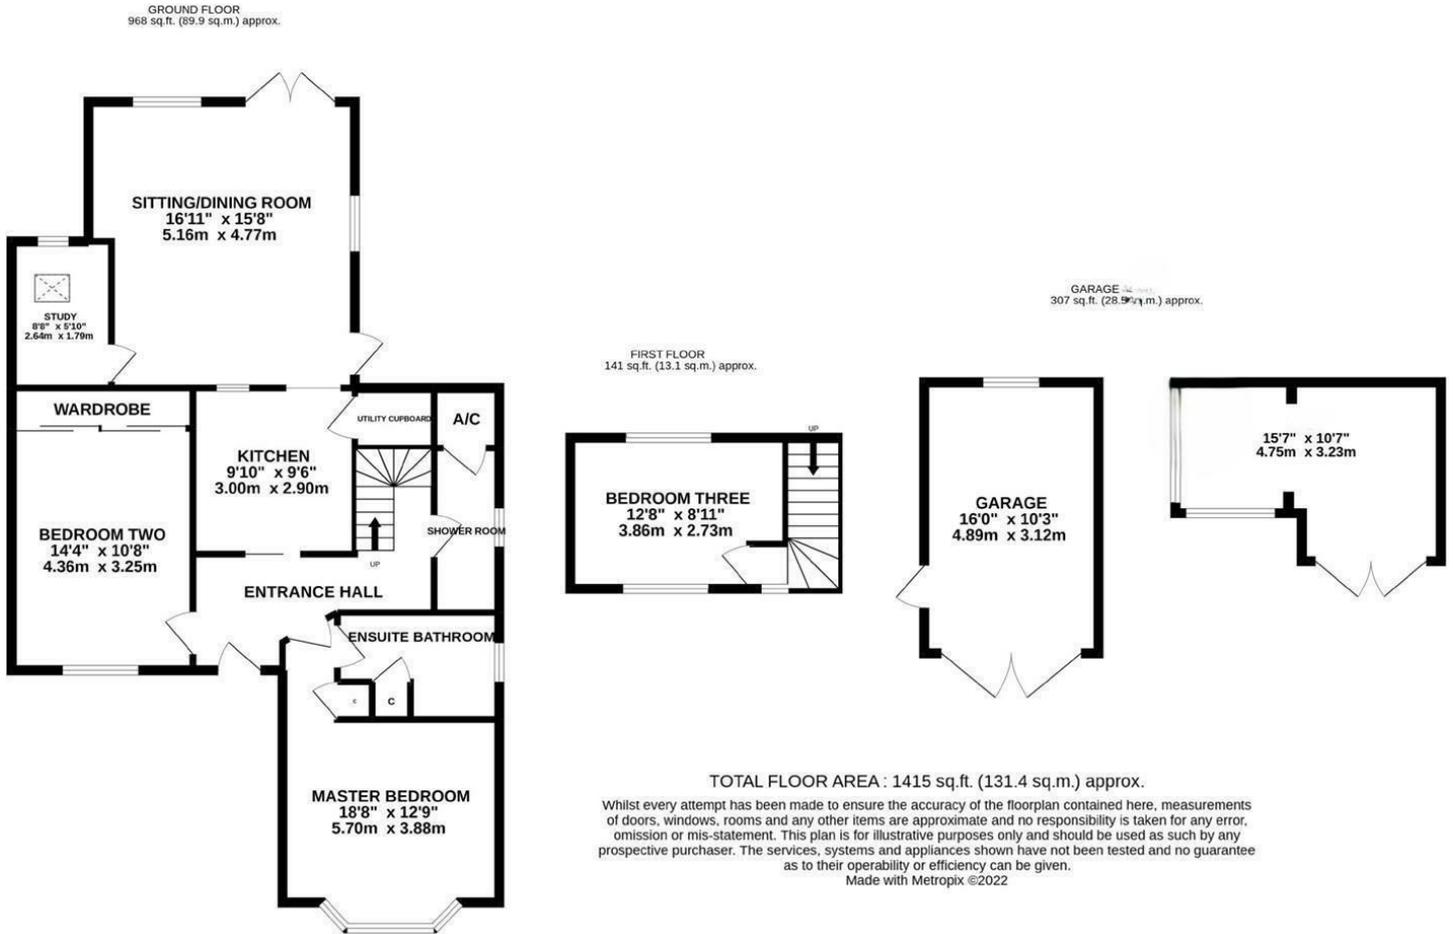 GROUND FLOOR
968 sq.ft. (89.9 sq.m.) approx.
SITTING/DINING ROOM
16'11" x 15'8"
5.16m x 4.77m
STUDY
8'8" x 5'10"
2.64m x 1.79m
WARDROBE
UTILITY CUPBOARD
A/C
KITCHEN
9'10" x 9'6"
3.00m x 2.90m
BEDROOM TWO
14'4" x 10'8"
4.36m x 3.25m
SHOWER ROOM
UP
ENTRANCE HALL
ENSUITE BATHROOM
C
C
MASTER BEDROOM
18'8" x 12'9"
5.70m x 3.88m
FIRST FLOOR
141 sq.ft. (13.1 sq.m.) approx.
UP
BEDROOM THREE
12'8" x 8'11"
3.86m x 2.73m
GARAGE
307 sq.ft. approx.
GARAGE
16'0" x 10'3"
4.89m x 3.12m
15'7" x 10'7"
4.75m x 3.23m
TOTAL FLOOR AREA : 1415 sq.ft. (131.4 sq.m.) approx.
Whilst every attempt has been made to ensure the accuracy of the floorplan contained here, measurements
of doors, windows, rooms and any other items are approximate and no responsibility is taken for any error,
omission or mis-statement. This plan is for illustrative purposes only and should be used as such by any
prospective purchaser. The services, systems and appliances shown have not been tested and no guarantee
as to their operability or efficiency can be given.
Made with Metropix ©2022